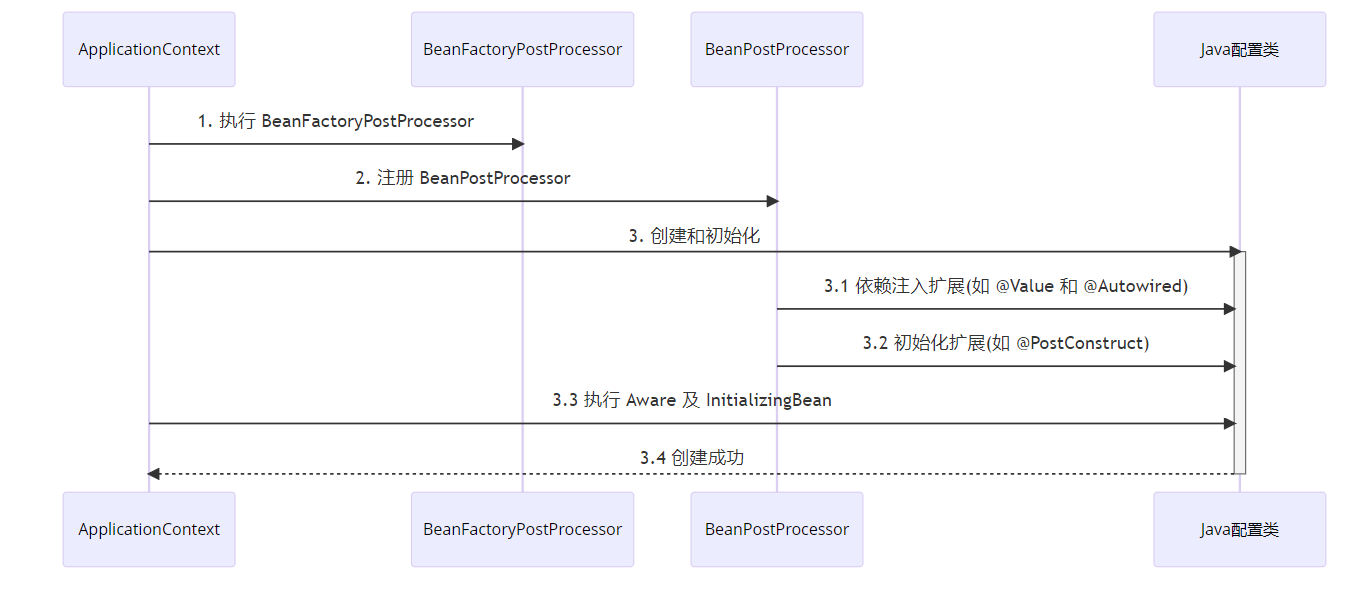 ApplicationContext
BeanFactoryPostProcessor
BeanPostProcessor
Java配置类
1. 执行 BeanFactoryPostProcessor
2. 注册 BeanPostProcessor
3. 创建和初始化
3.1 依赖注入扩展(如 @Value 和 @Autowired)
3.2 初始化扩展(如 @PostConstruct)
3.3 执行 Aware 及 InitializingBean
3.4 创建成功
ApplicationContext
BeanFactoryPostProcessor
BeanPostProcessor
Java配置类